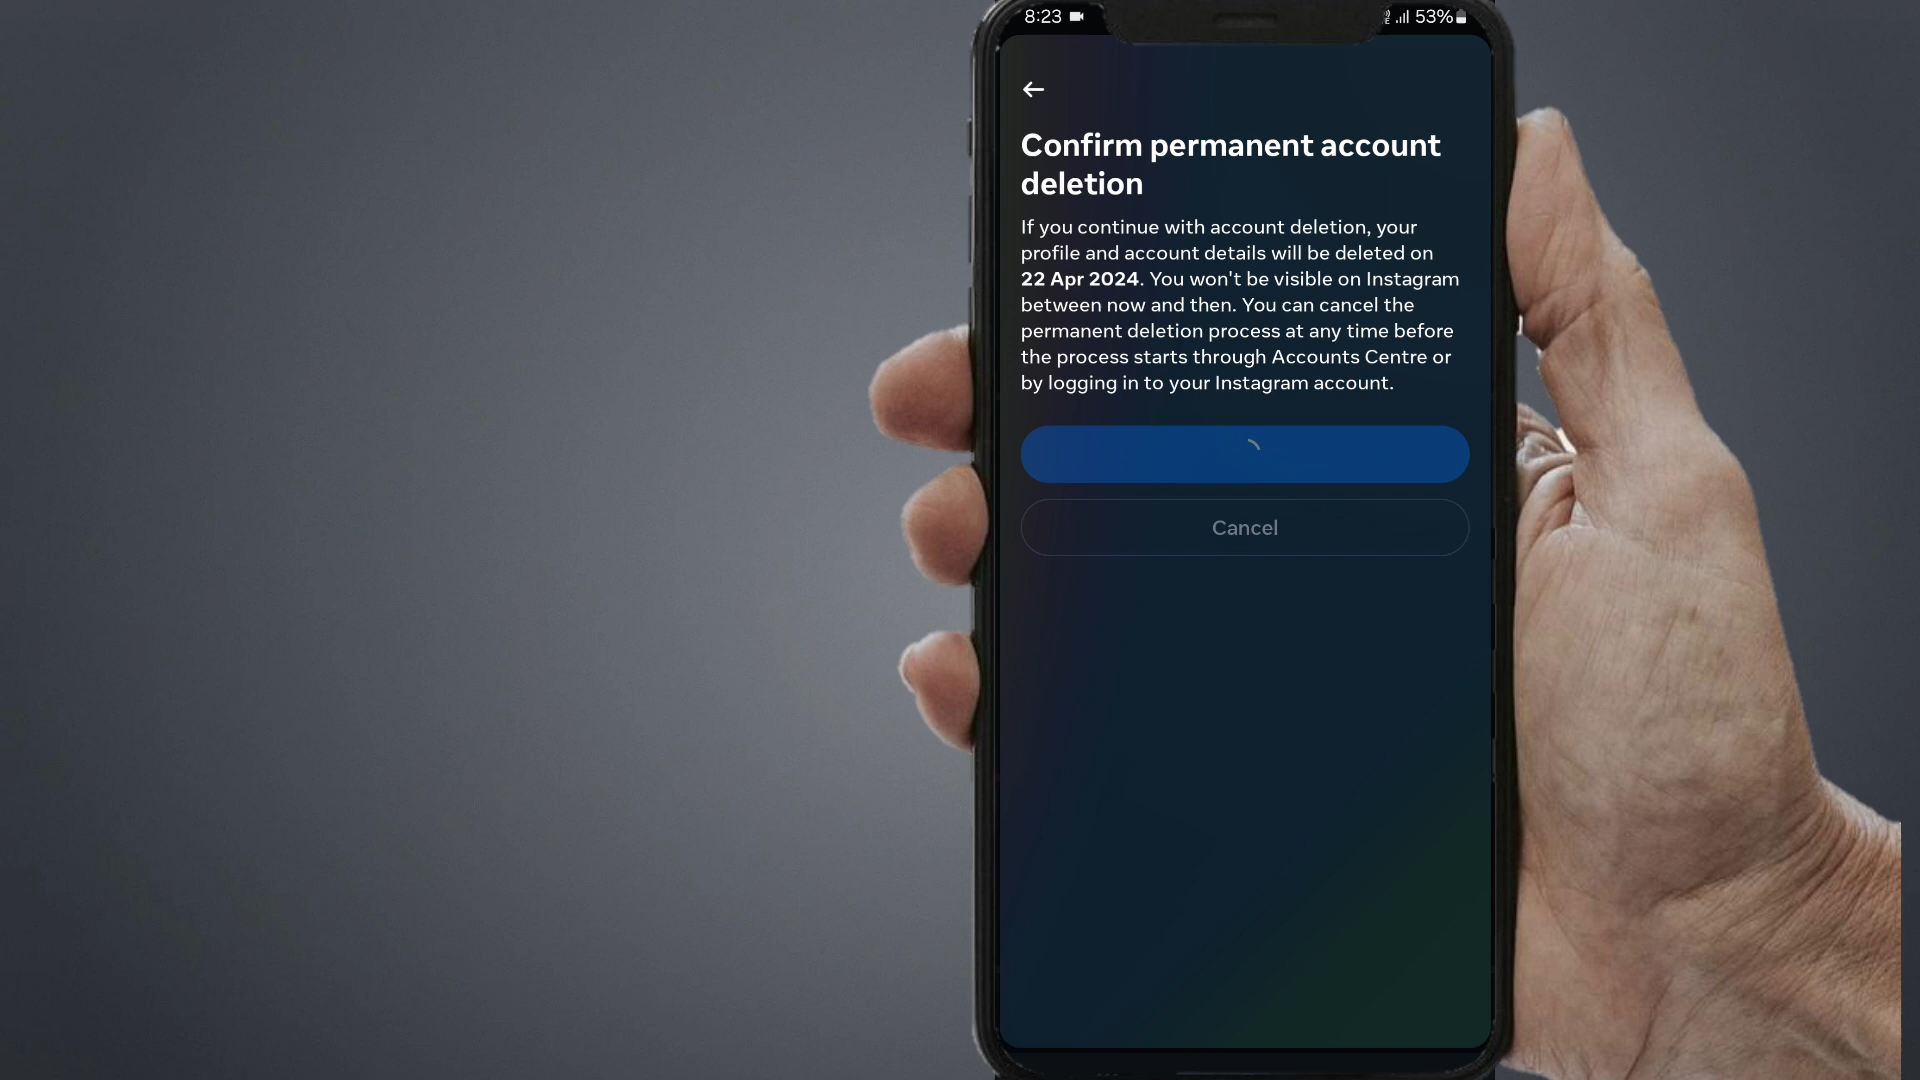 8:23
53%
Confirm permanent account
deletion
If you continue with account deletion, your
profile and account details will be deleted on
22 Apr 2024. You won't be visible on Instagram
between now and then. You can cancel the
permanent deletion process at any time before
the process starts through Accounts Centre or
by logging in to your Instagram account.
Cancel